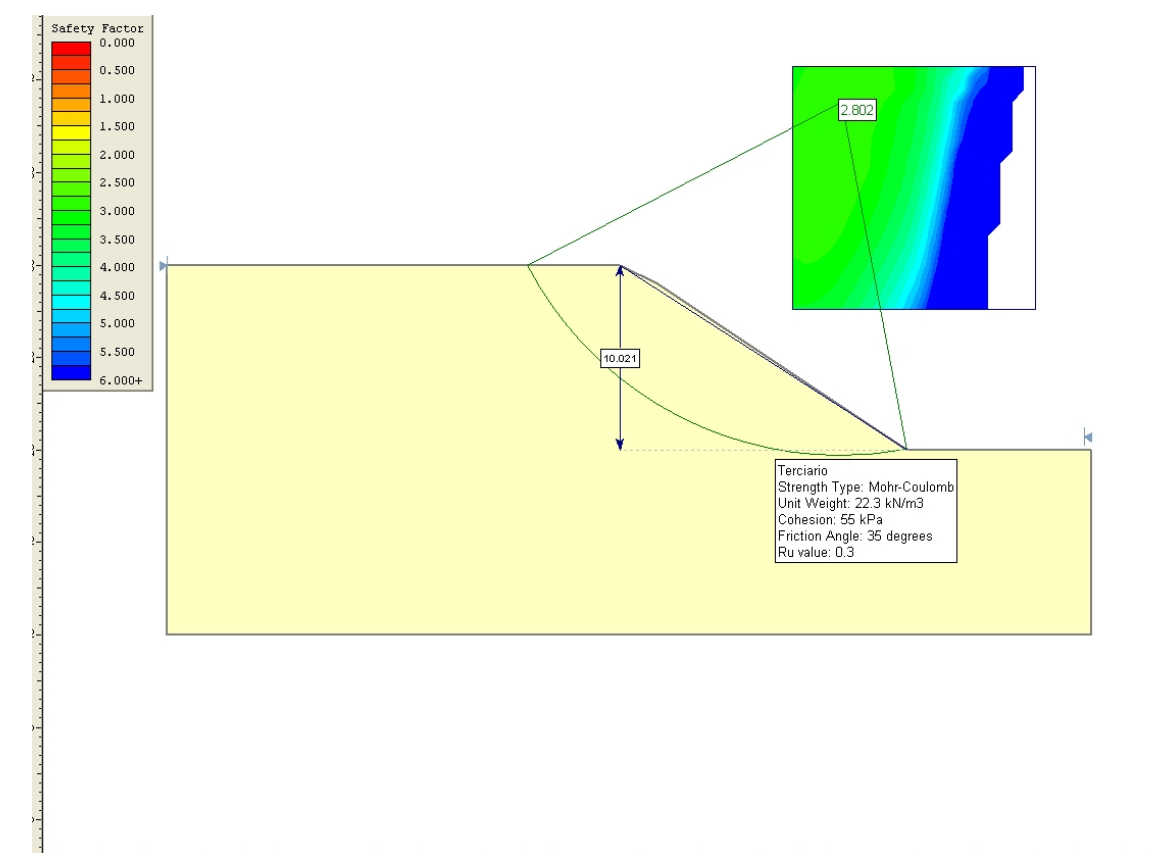 Safety Factor
0.000
0.500
1.000
1.500
2.000
2.500
3.000
3.500
4.000
4.500
5.000
5.500
6.000+
2.802
10.021
Terciario
Strength Type: Mohr-Coulomb
Unit Weight: 22.3 kN/m3
Cohesion: 55 kPa
Friction Angle: 35 degrees
Ru value: 0.3